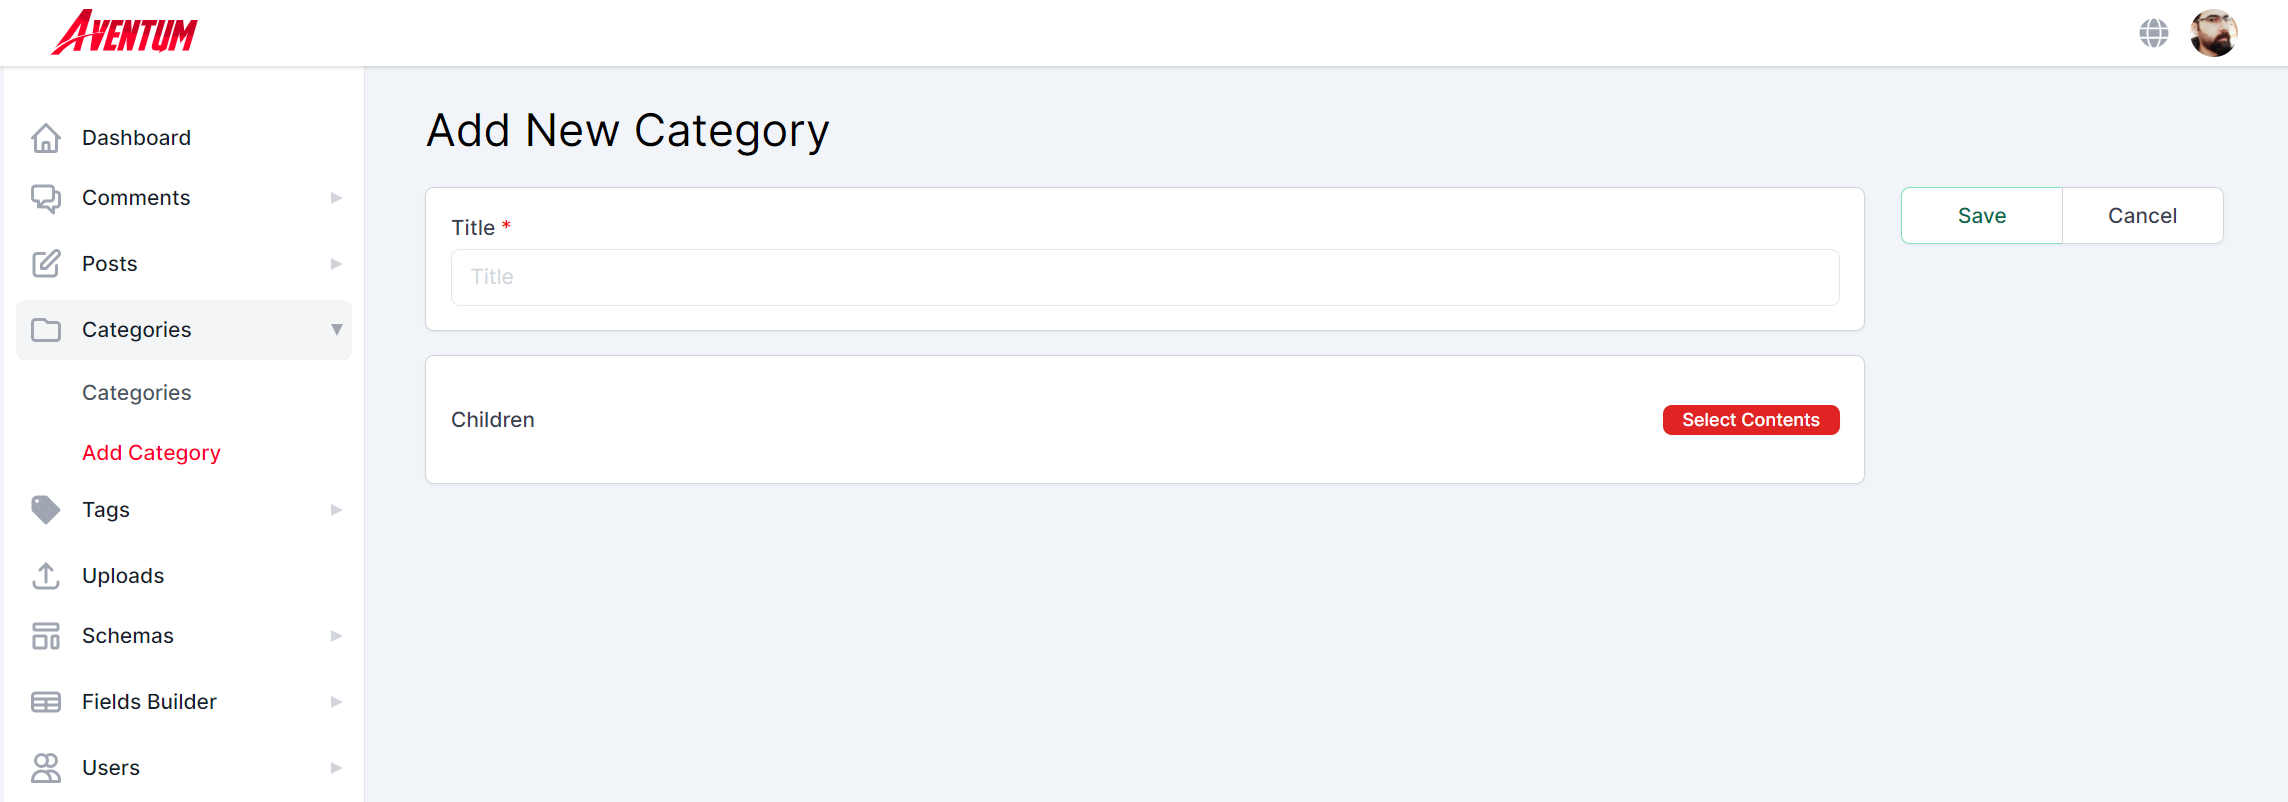 AVENTUM
Dashboard
Comments
Posts
Categories
Categories
Add Category
Tags
Uploads
Schemas
Fields Builder
Users
Add New Category
Title *
Title
Children
Select Contents
Save
Cancel